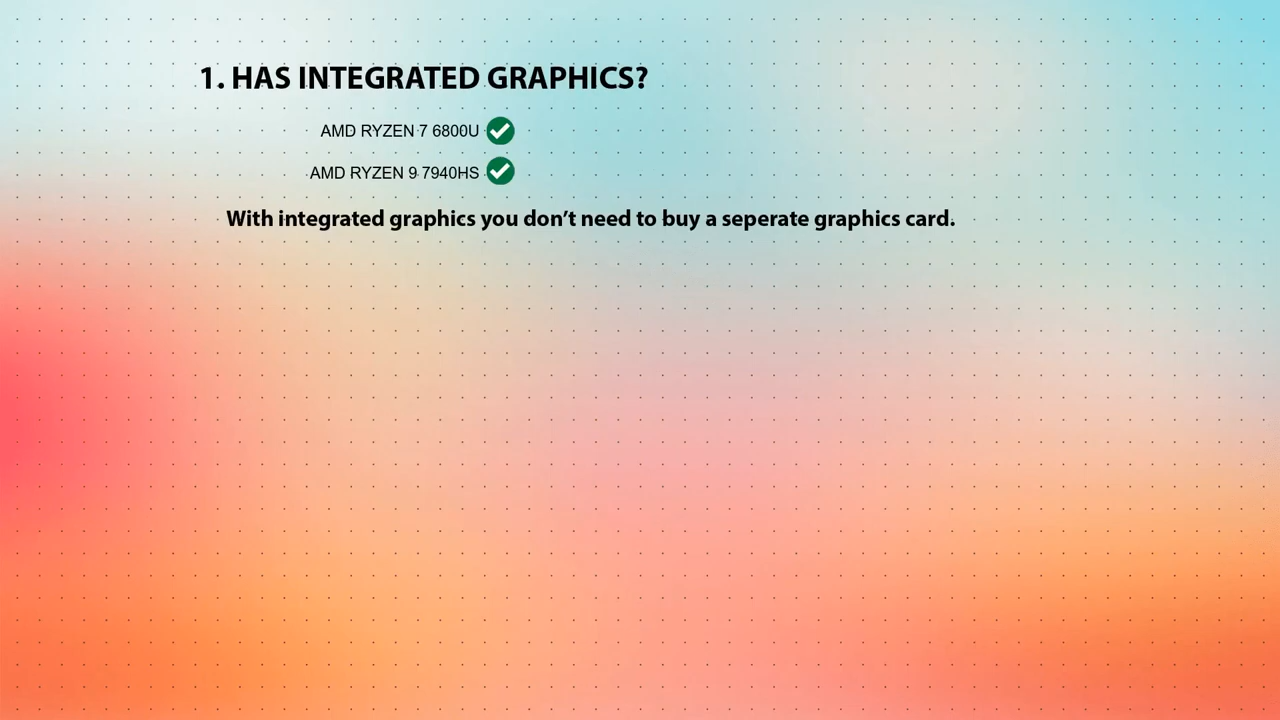 1. HAS INTEGRATED GRAPHICS?
AMD RYZEN 7 6800U
AMD RYZEN 9 7940HS
With integrated graphics you don’t need to buy a seperate graphics card.